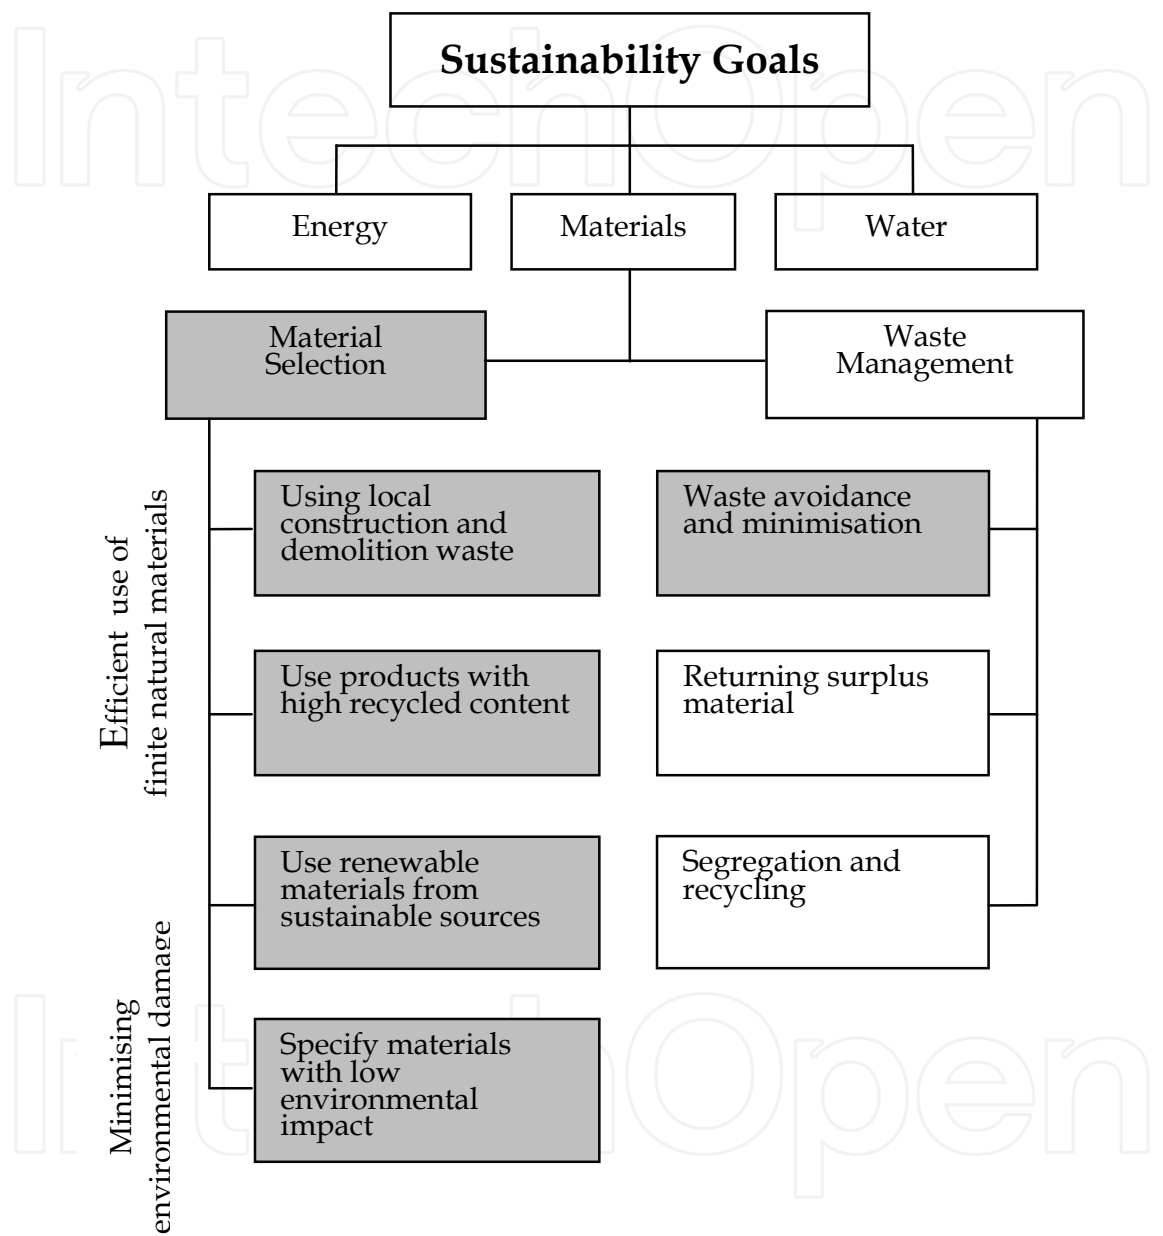 Sustainability Goals
Energy
Materials
Water
Material
Selection
Waste
Management
Efficient use of
finite natural materials
Using local
construction and
demolition waste
Waste avoidance
and minimisation
Use products with
high recycled content
Returning surplus
material
Use renewable
materials from
sustainable sources
Segregation and
recycling
Minimising
environmental damage
Specify materials
with low
environmental
impact
IntechOpen
IntechOpen